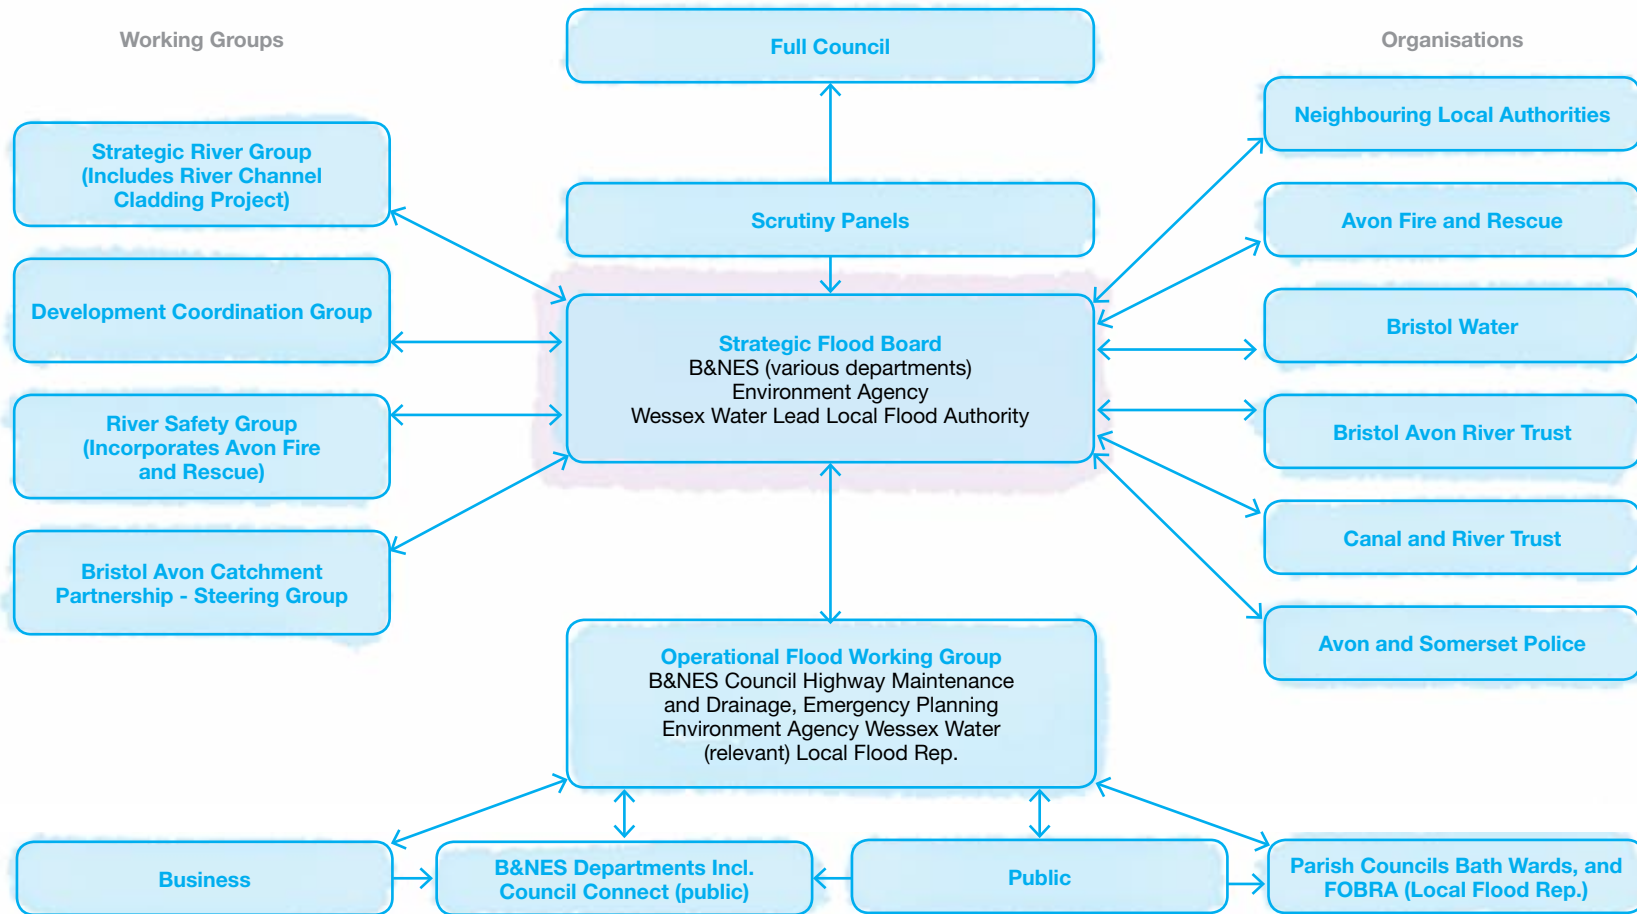 Working Groups
Full Council
Organisations
Strategic River Group
(Includes River Channel
Cladding Project)
Development Coordination Group
River Safety Group
(Incorporates Avon Fire
and Rescue)
Bristol Avon Catchment
Partnership - Steering Group
Scrutiny Panels
Strategic Flood Board
B&NES (various departments)
Environment Agency
Wessex Water Lead Local Flood Authority
Neighbouring Local Authorities
Avon Fire and Rescue
Bristol Water
Bristol Avon River Trust
Canal and River Trust
Avon and Somerset Police
Operational Flood Working Group
B&NES Council Highway Maintenance
and Drainage, Emergency Planning
Environment Agency Wessex Water
(relevant) Local Flood Rep.
Business
B&NES Departments Incl.
Council Connect (public)
Public
Parish Councils Bath Wards, and
FOBRA (Local Flood Rep.)